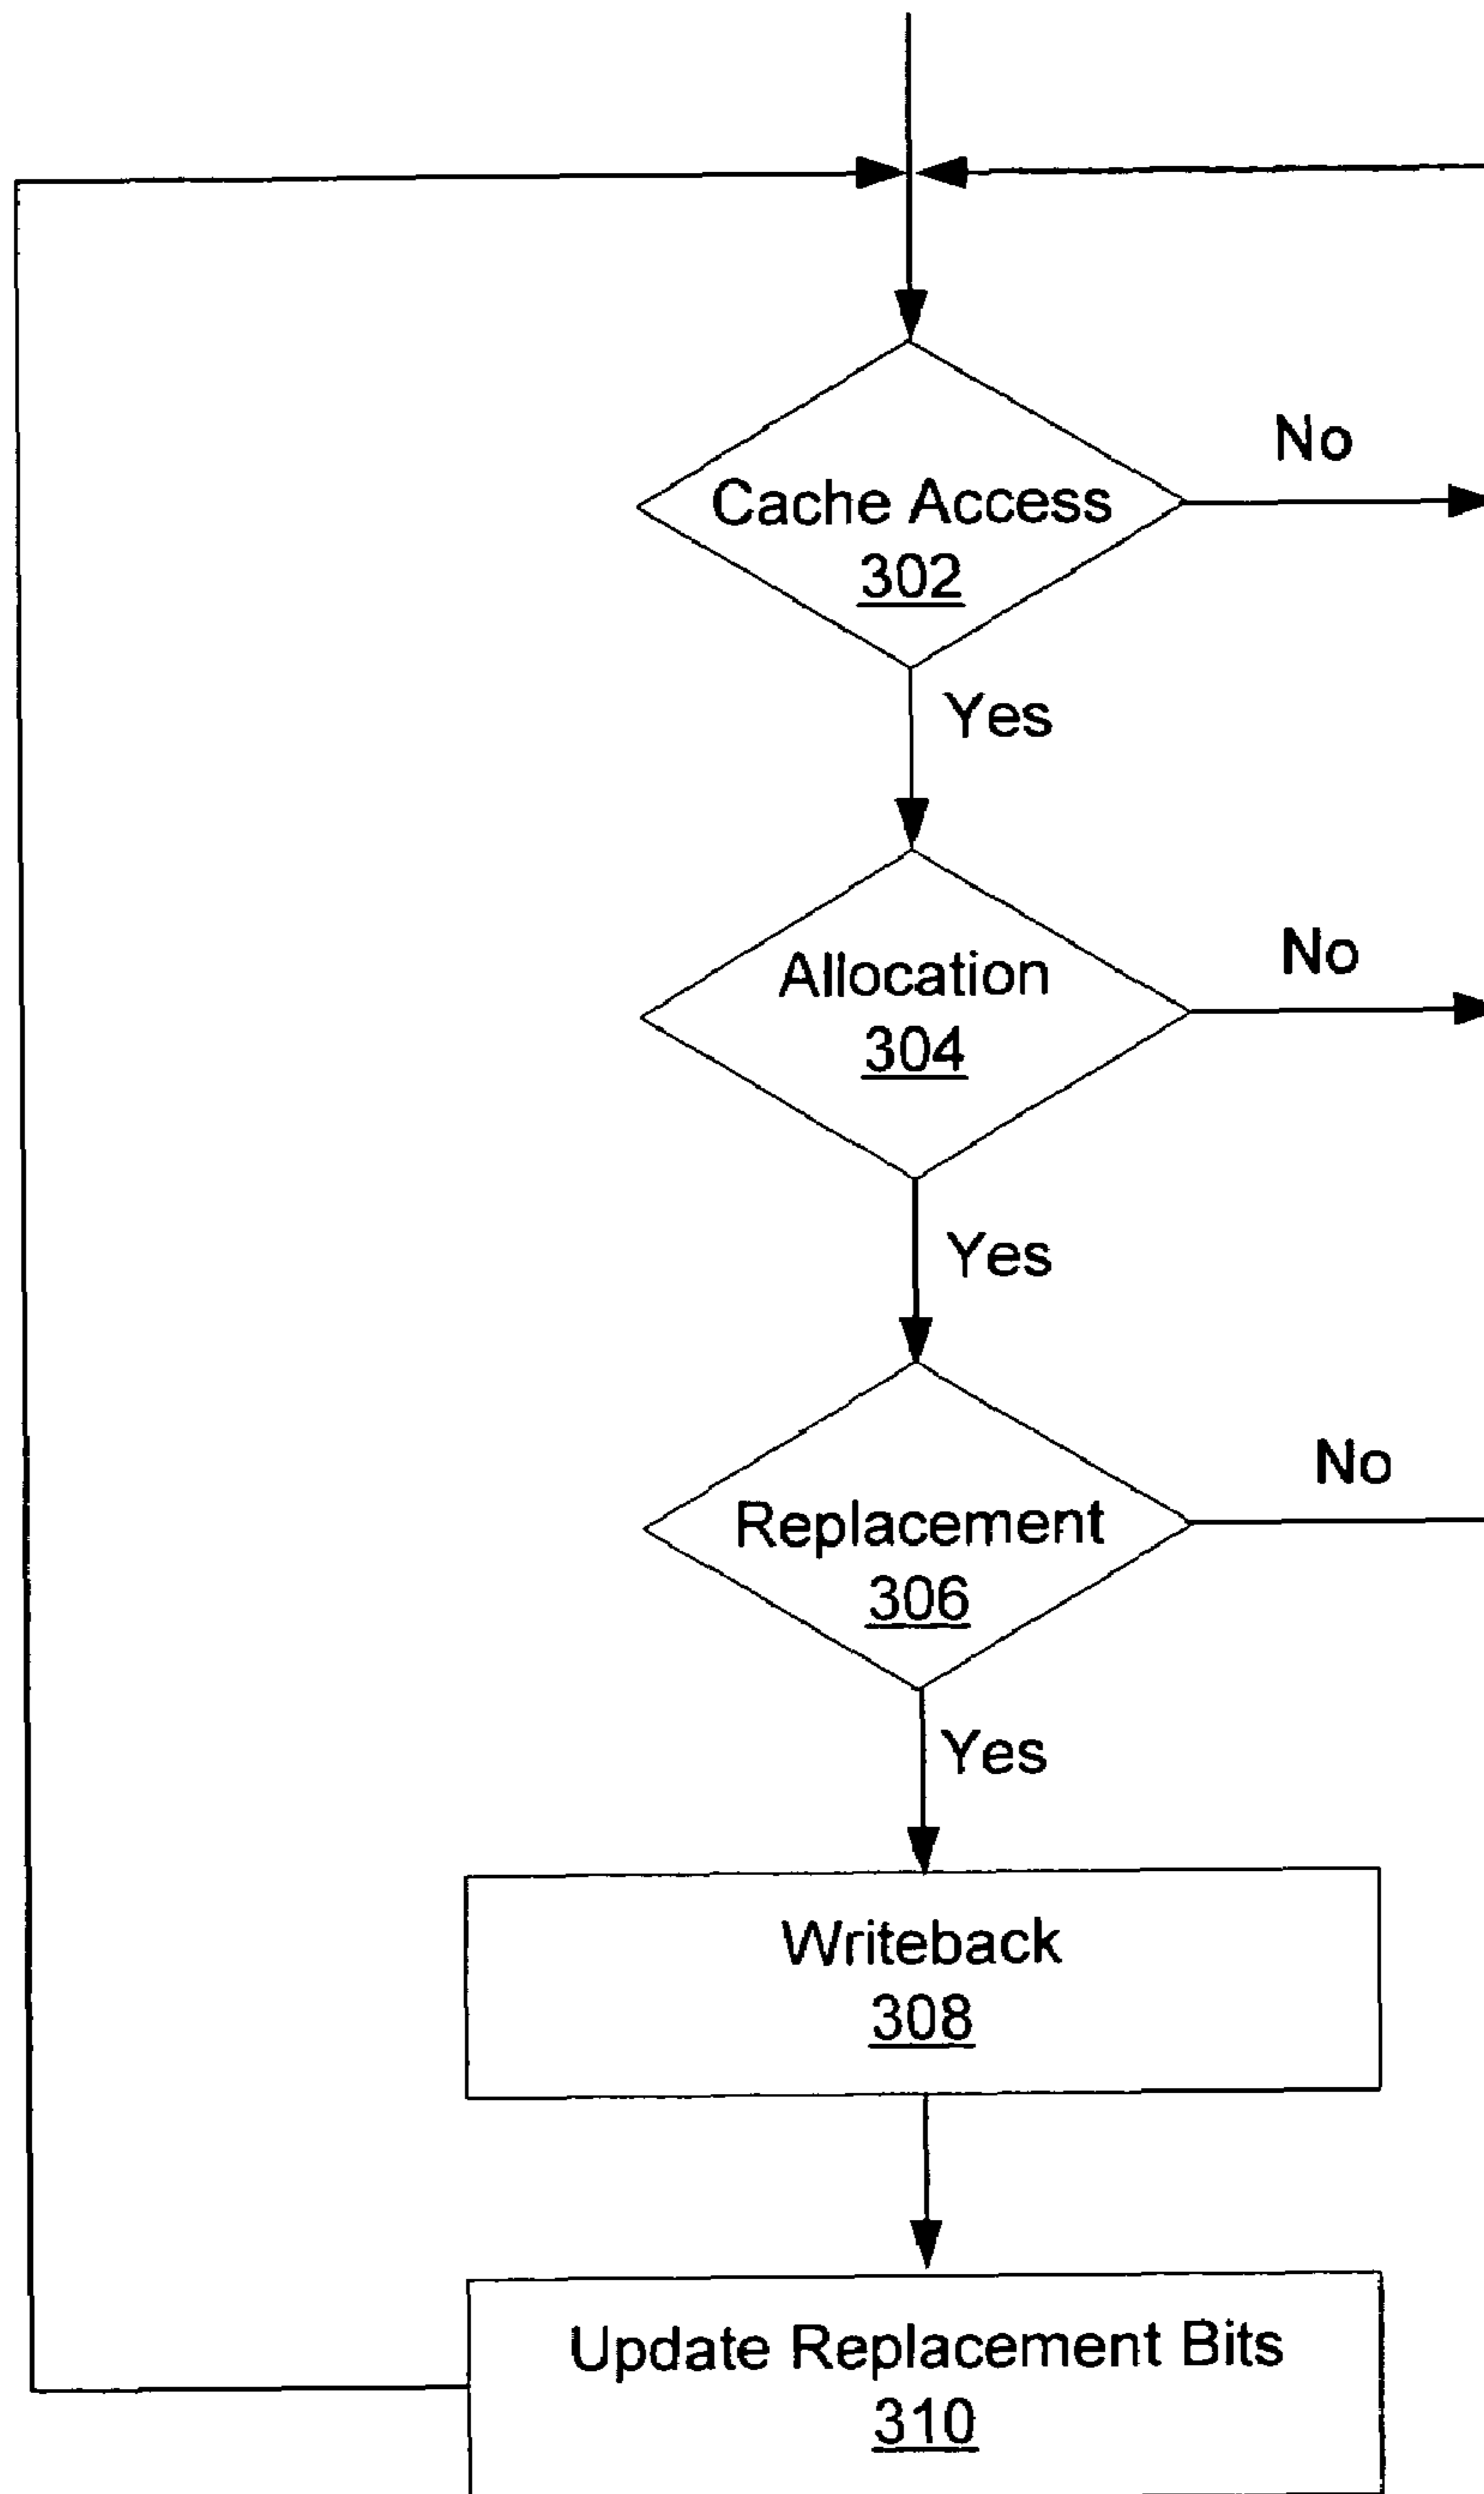 No
Cache Access
302
Yes
No
Allocation
304
Yes
No
Replacement
306
Yes
Writeback
308
Update Replacement Bits
310